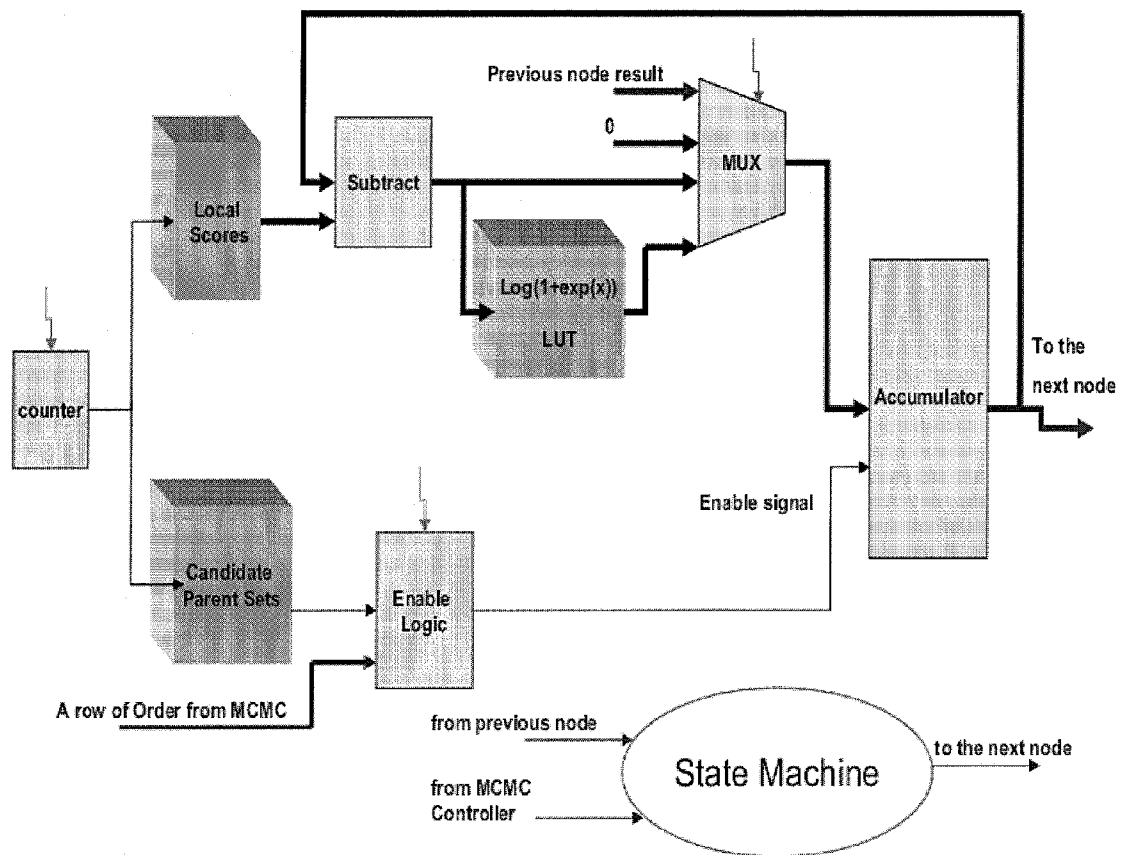 Previous node result
0
MUX
Subtract
Local
Scores
Log(1+exp(x))
LUT
To the
next node
counter
Accumulator
Enable signal
Candidate
Parent Sets
Enable
Logic
A row of Order from MCMC
from previous node
to the next node
State Machine
from MCMC
Controller